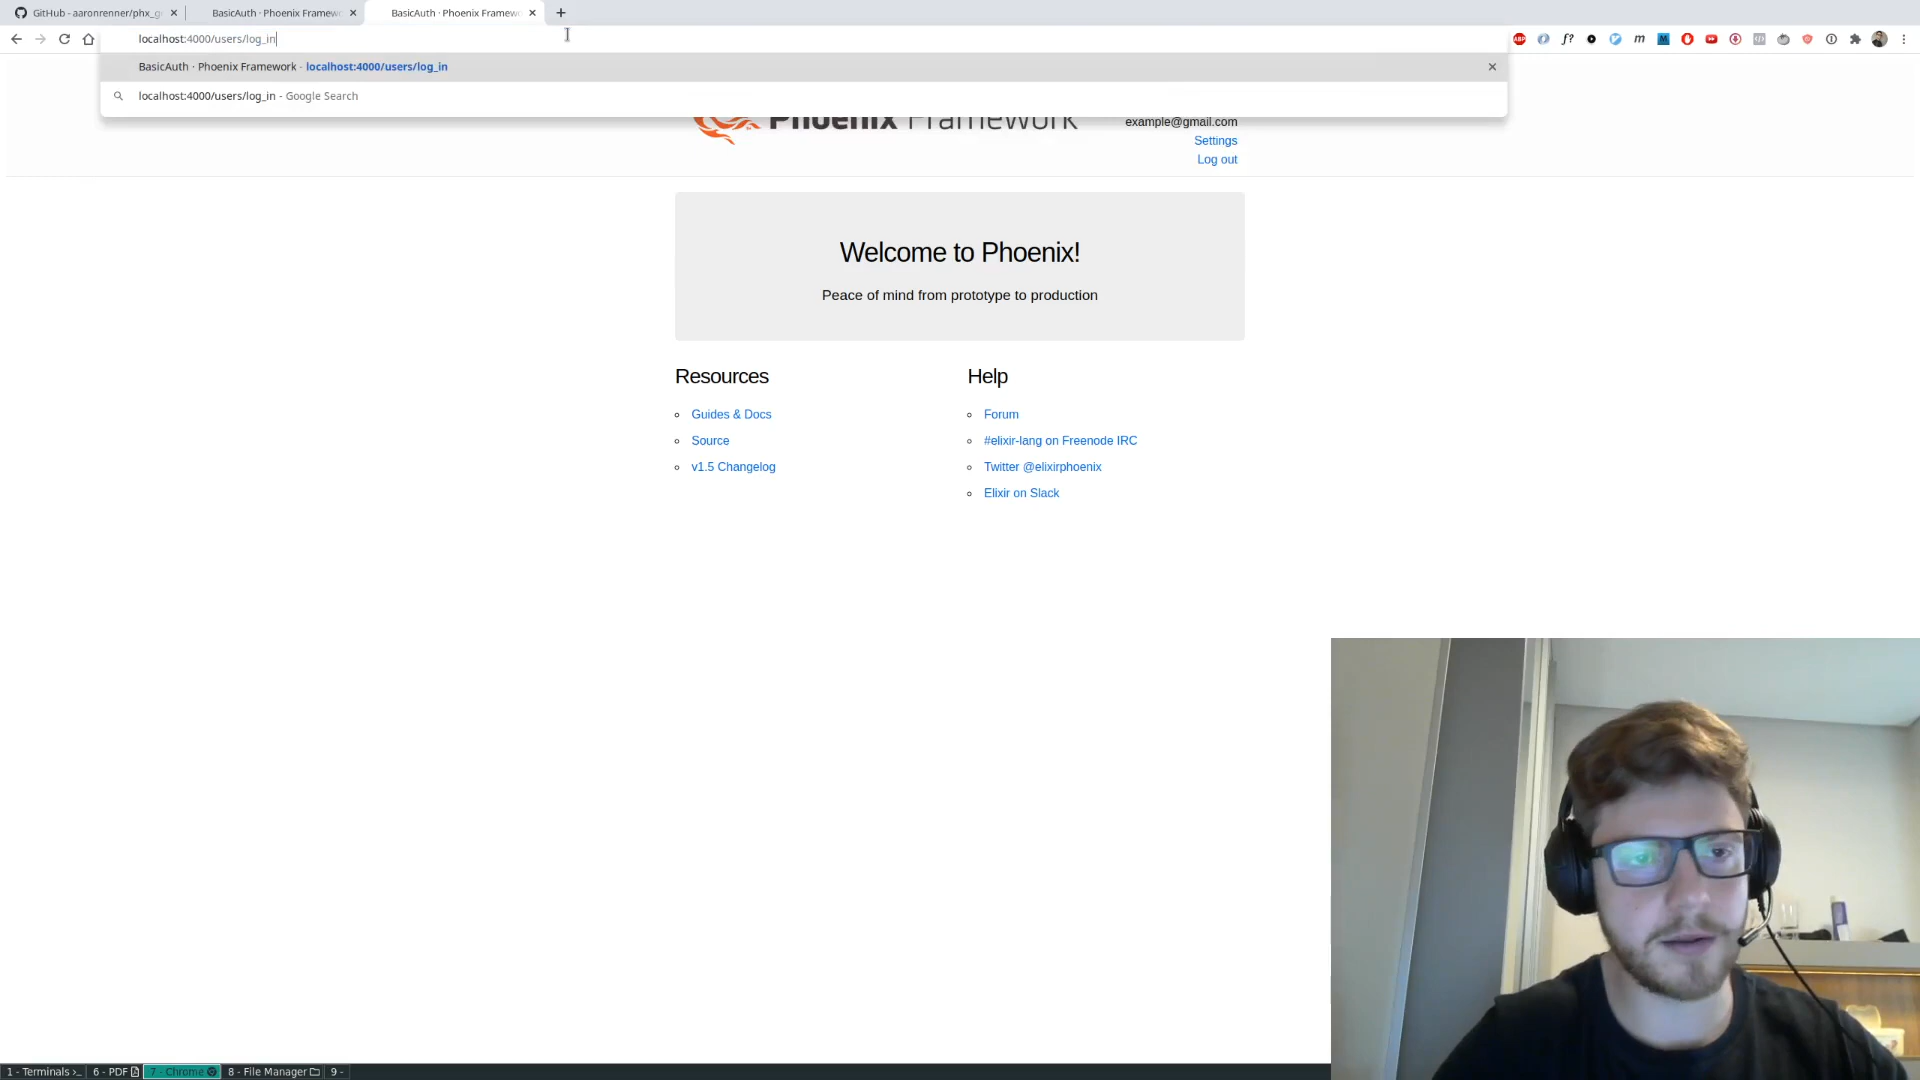 GitHub - aaronrenner/phx_g
BasicAuth · Phoenix Framew
BasicAuth · Phoenix Framew
localhost:4000/users/log_in
BasicAuth · Phoenix Framework - localhost:4000/users/log_in
localhost:4000/users/log_in - Google Search
Phoenix Framework
example@gmail.com
Settings
Log out
Welcome to Phoenix!
Peace of mind from prototype to production
Resources
Guides & Docs
Source
v1.5 Changelog
Help
Forum
#elixir-lang on Freenode IRC
Twitter @elixirphoenix
Elixir on Slack
1 - Terminals >_ 6 - PDF 7 - Chrome 8 - File Manager 9 -